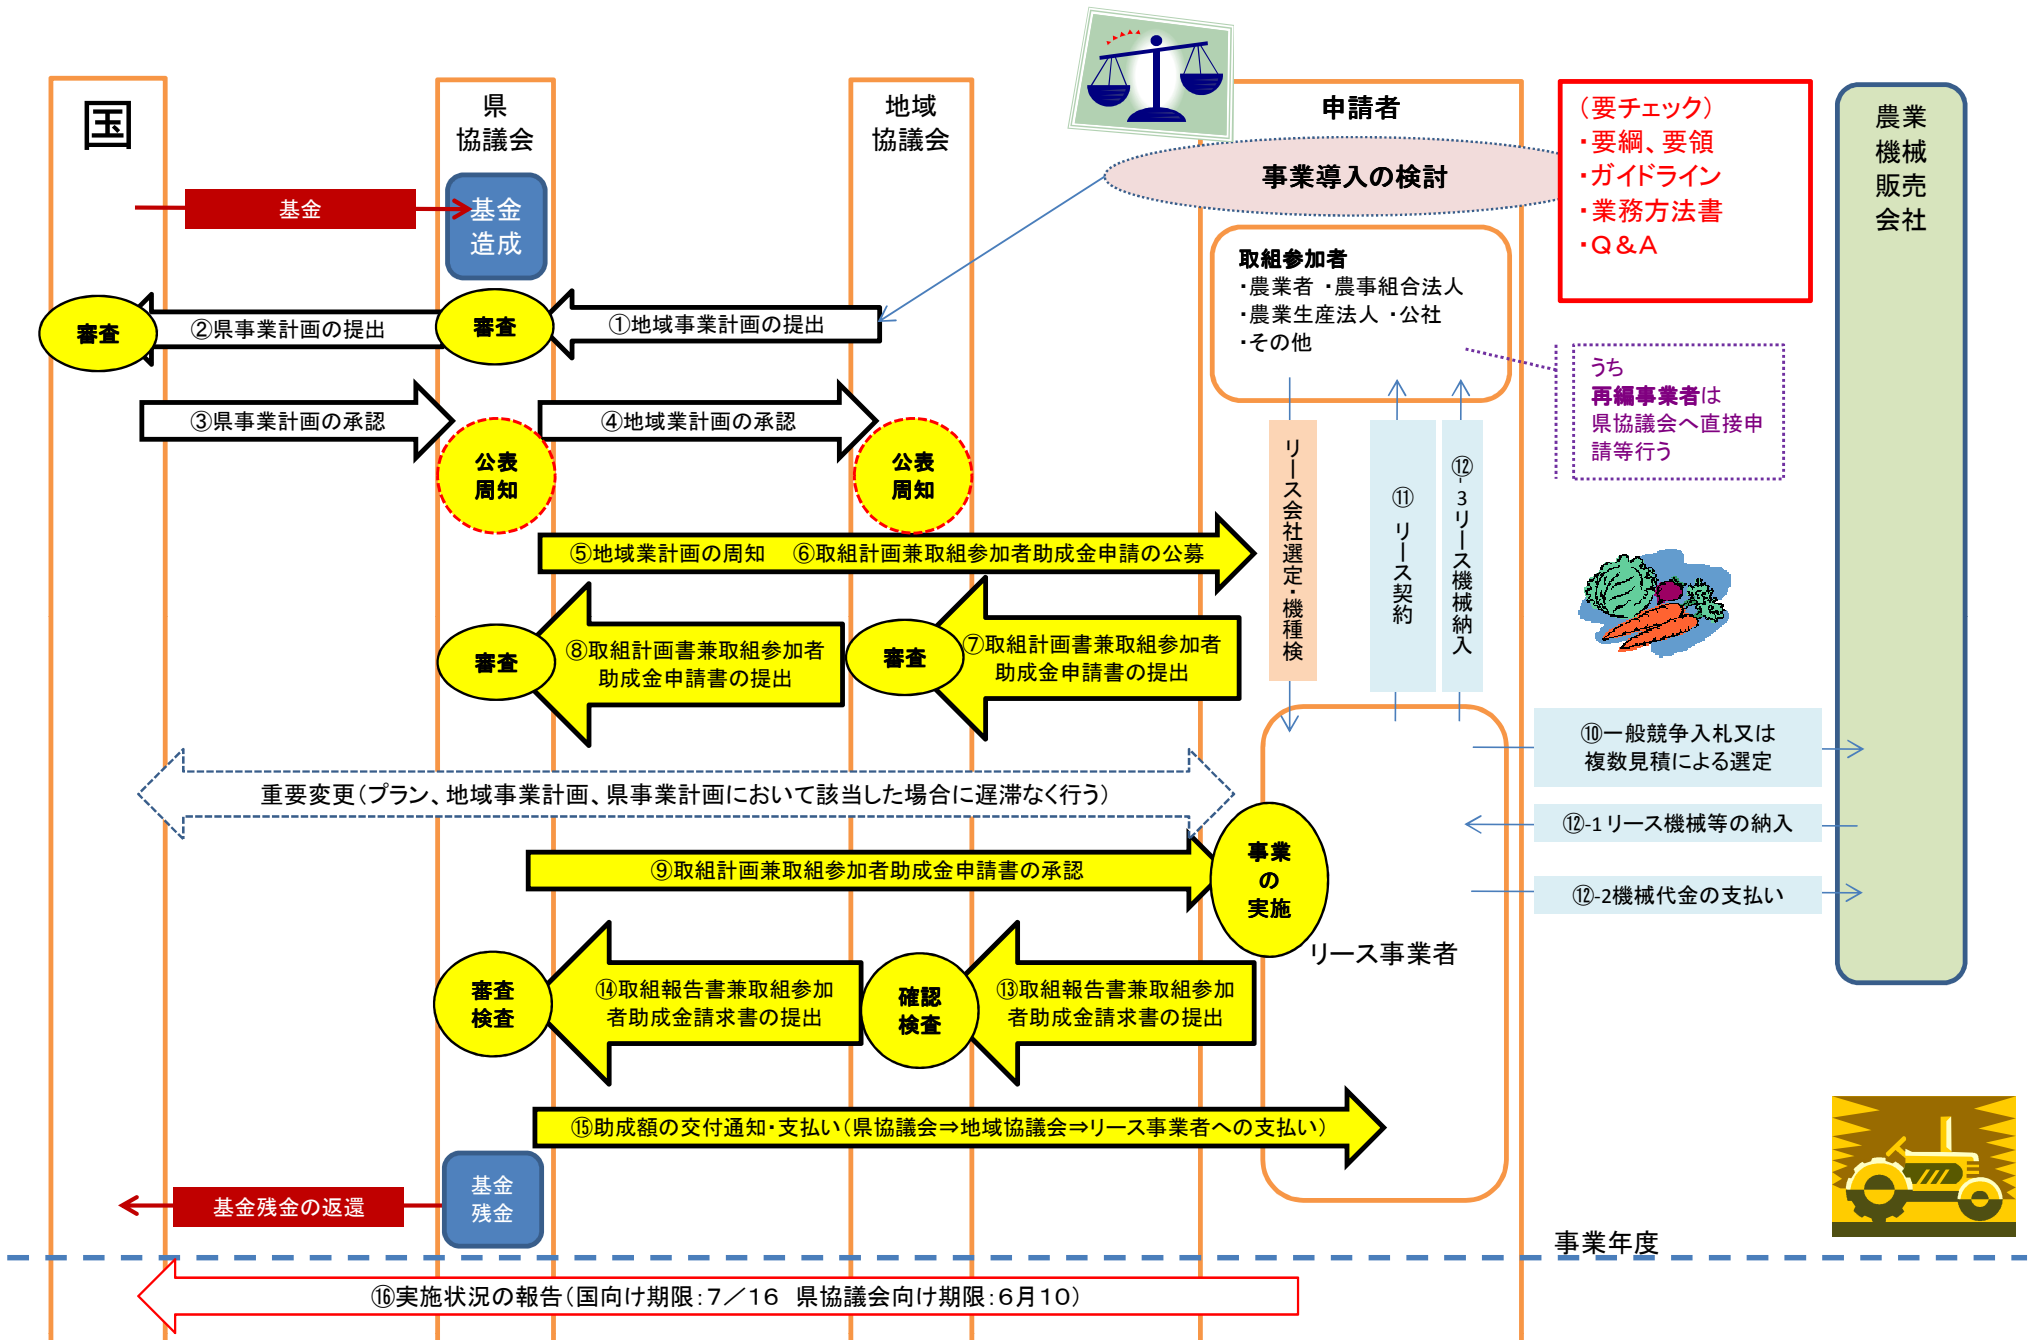 国
県
協議会
地域
協議会
申請者
事業導入の検討
(要チェック)
・要綱、要領
・ガイドライン
・業務方法書
・Q&A
農業
機械
販売
会社
基金
基金
造成
取組参加者
・農業者 ・農事組合法人
・農業生産法人 ・公社
・その他
審査
②県事業計画の提出
審査
①地域事業計画の提出
うち
再編事業者は
県協議会へ直接申
請等行う
③県事業計画の承認
④地域業計画の承認
公表
周知
公表
周知
リース会社選定・機種検
⑪ リース契約
⑫-3リース機械納入
⑤地域業計画の周知 ⑥取組計画兼取組参加者助成金申請の公募
審査
⑧取組計画書兼取組参加者
助成金申請書の提出
審査
⑦取組計画書兼取組参加者
助成金申請書の提出
⑩一般競争入札又は
複数見積による選定
重要変更(プラン、地域事業計画、県事業計画において該当した場合に遅滞なく行う)
⑫-1リース機械等の納入
⑨取組計画兼取組参加者助成金申請書の承認
事業
の
実施
⑫-2機械代金の支払い
リース事業者
審査
検査
⑭取組報告書兼取組参加
者助成金請求書の提出
確認
検査
⑬取組報告書兼取組参加
者助成金請求書の提出
⑮助成額の交付通知・支払い(県協議会⇒地域協議会⇒リース事業者への支払い)
基金
残金
基金残金の返還
事業年度
⑯実施状況の報告(国向け期限:7/16 県協議会向け期限:6月10)